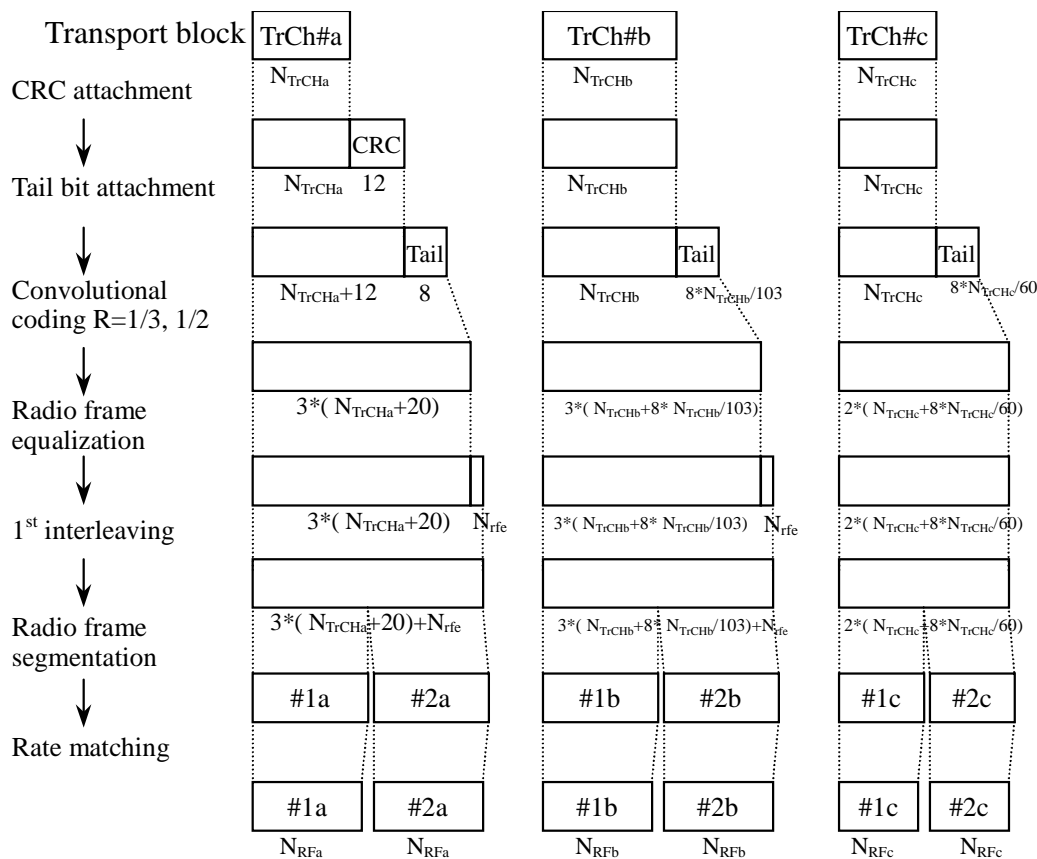 Transport block TrCh#a TrCh#b TrCh#c
N_TrCHa N_TrCHb N_TrCHc
CRC attachment
CRC
N_TrCHa 12 N_TrCHb N_TrCHc
Tail bit attachment
Tail Tail Tail
N_TrCHa+12 8 N_TrCHb 8*N_TrCHb/103 N_TrCHc 8*N_TrCHc/60
Convolutional
coding R=1/3, 1/2
3*( N_TrCHa+20) 3*( N_TrCHb+8* N_TrCHb/103) 2*( N_TrCHc+8*N_TrCHc/60)
Radio frame
equalization
3*( N_TrCHa+20) N_rfe 3*( N_TrCHb+8* N_TrCHb/103) N_rfe 2*( N_TrCHc+8*N_TrCHc/60)
1st interleaving
3*( N_TrCHa+20)+N_rfe 3*( N_TrCHb+8* N_TrCHb/103)+N_rfe 2*( N_TrCHc+8*N_TrCHc/60)
Radio frame
segmentation
#1a #2a #1b #2b #1c #2c
Rate matching
#1a #2a #1b #2b #1c #2c
N_RFa N_RFa N_RFb N_RFb N_RFc N_RFc